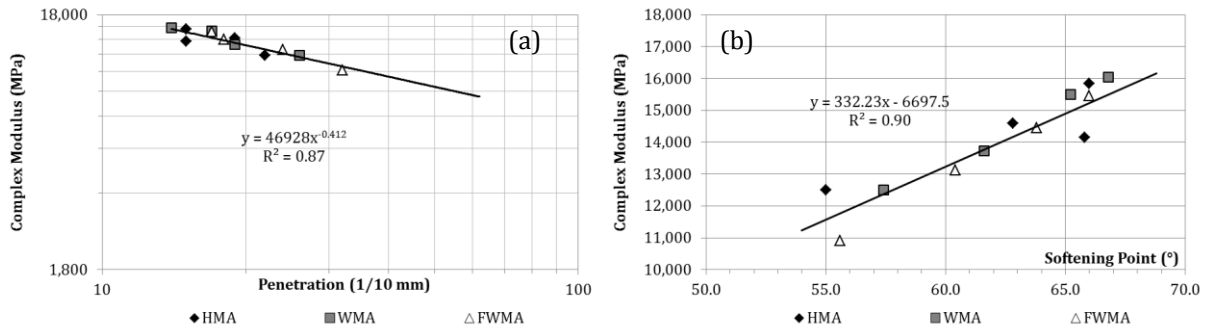 18,000
(a)
Complex Modulus (MPa)
y = 46928x^-0.412
R² = 0.87
1,800
10
Penetration (1/10 mm)
100
HMA
WMA
FWMA
18,000
(b)
17,000
16,000
y = 332.23x - 6697.5
15,000
R² = 0.90
Complex Modulus (MPa)
14,000
13,000
12,000
11,000
10,000
Softening Point (°)
50.0 55.0 60.0 65.0 70.0
HMA
WMA
FWMA